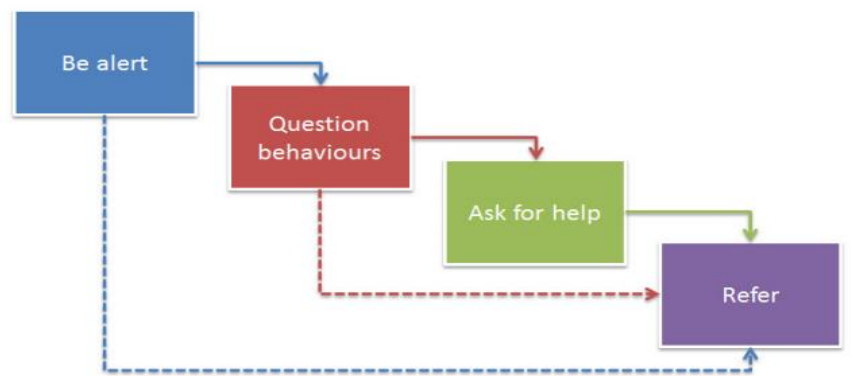 Be alert
Question
behaviours
Ask for help
Refer